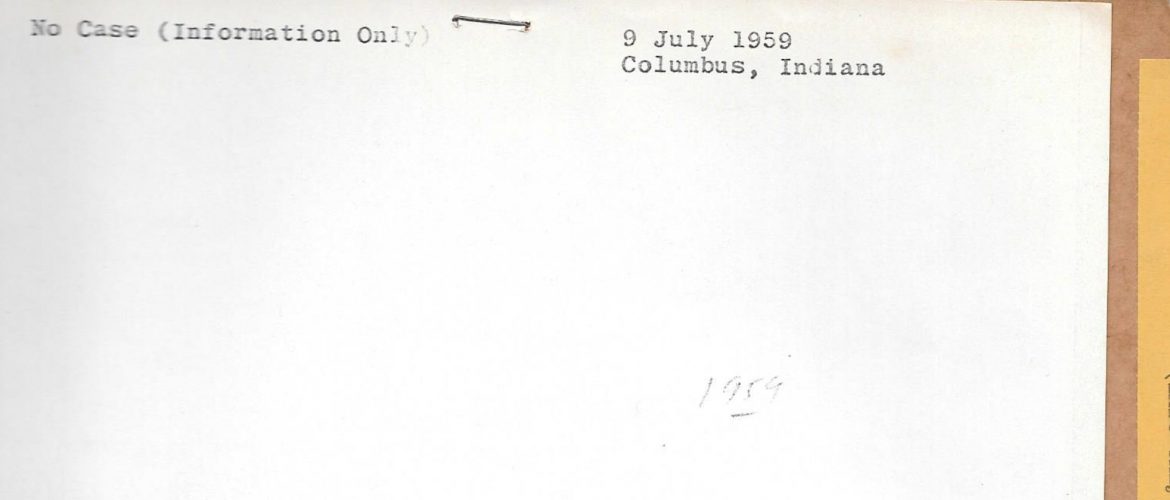 No Case (Information Only)
9 July 1959
Columbus, Indiana
1959